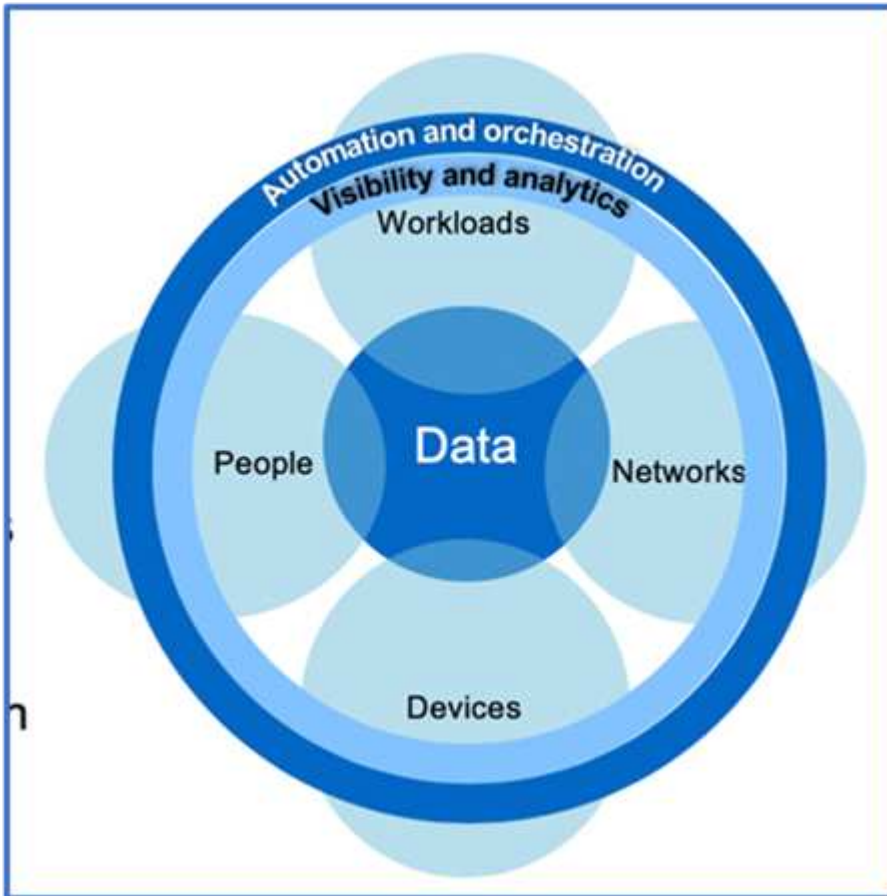 Automation and orchestration
Visibility and analytics
Workloads
Data
People
Networks
Devices
n